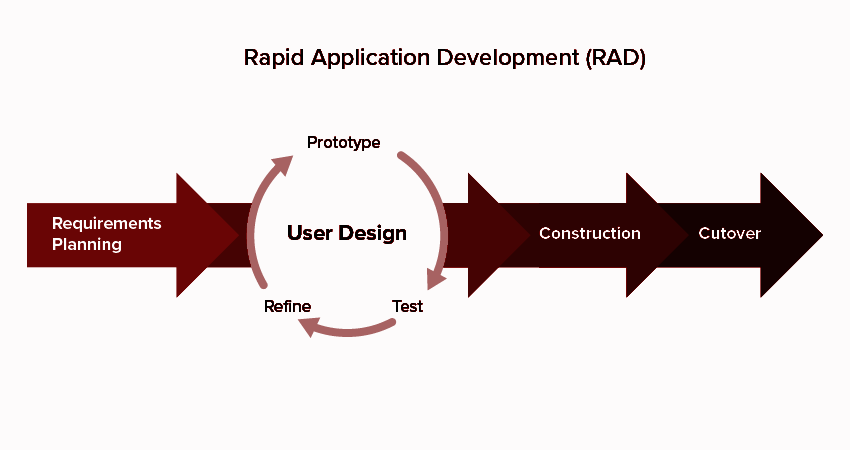 Rapid Application Development (RAD)
Prototype
Requirements
Planning
User Design
Construction
Cutover
Refine
Test